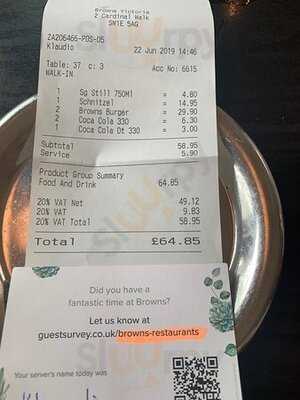 Browns Victoria
2 Cardinal Walk
SW1E 5AG
ZA206466-PDS-05
Klaudio 22 Jun 2019 14:46
Table: 37 c: 3 Acc No: 6615
WALK-IN
1 Sg Still 750Ml = 4.80
1 Schnitzel = 14.95
2 Browns Burger = 29.90
2 Coca Cola 330 = 6.30
1 Coca Cola Dt 330 = 3.00
Subtotal 58.95
Service 5.90
Product Group Summary
Food And Drink 64.85
20% VAT Net 49.12
20% VAT 9.83
20% VAT Total 58.95
Total £64.85
Did you have a
fantastic time at Browns?
Let us know at
guestsurvey.co.uk/browns-restaurants
Your server's name today was